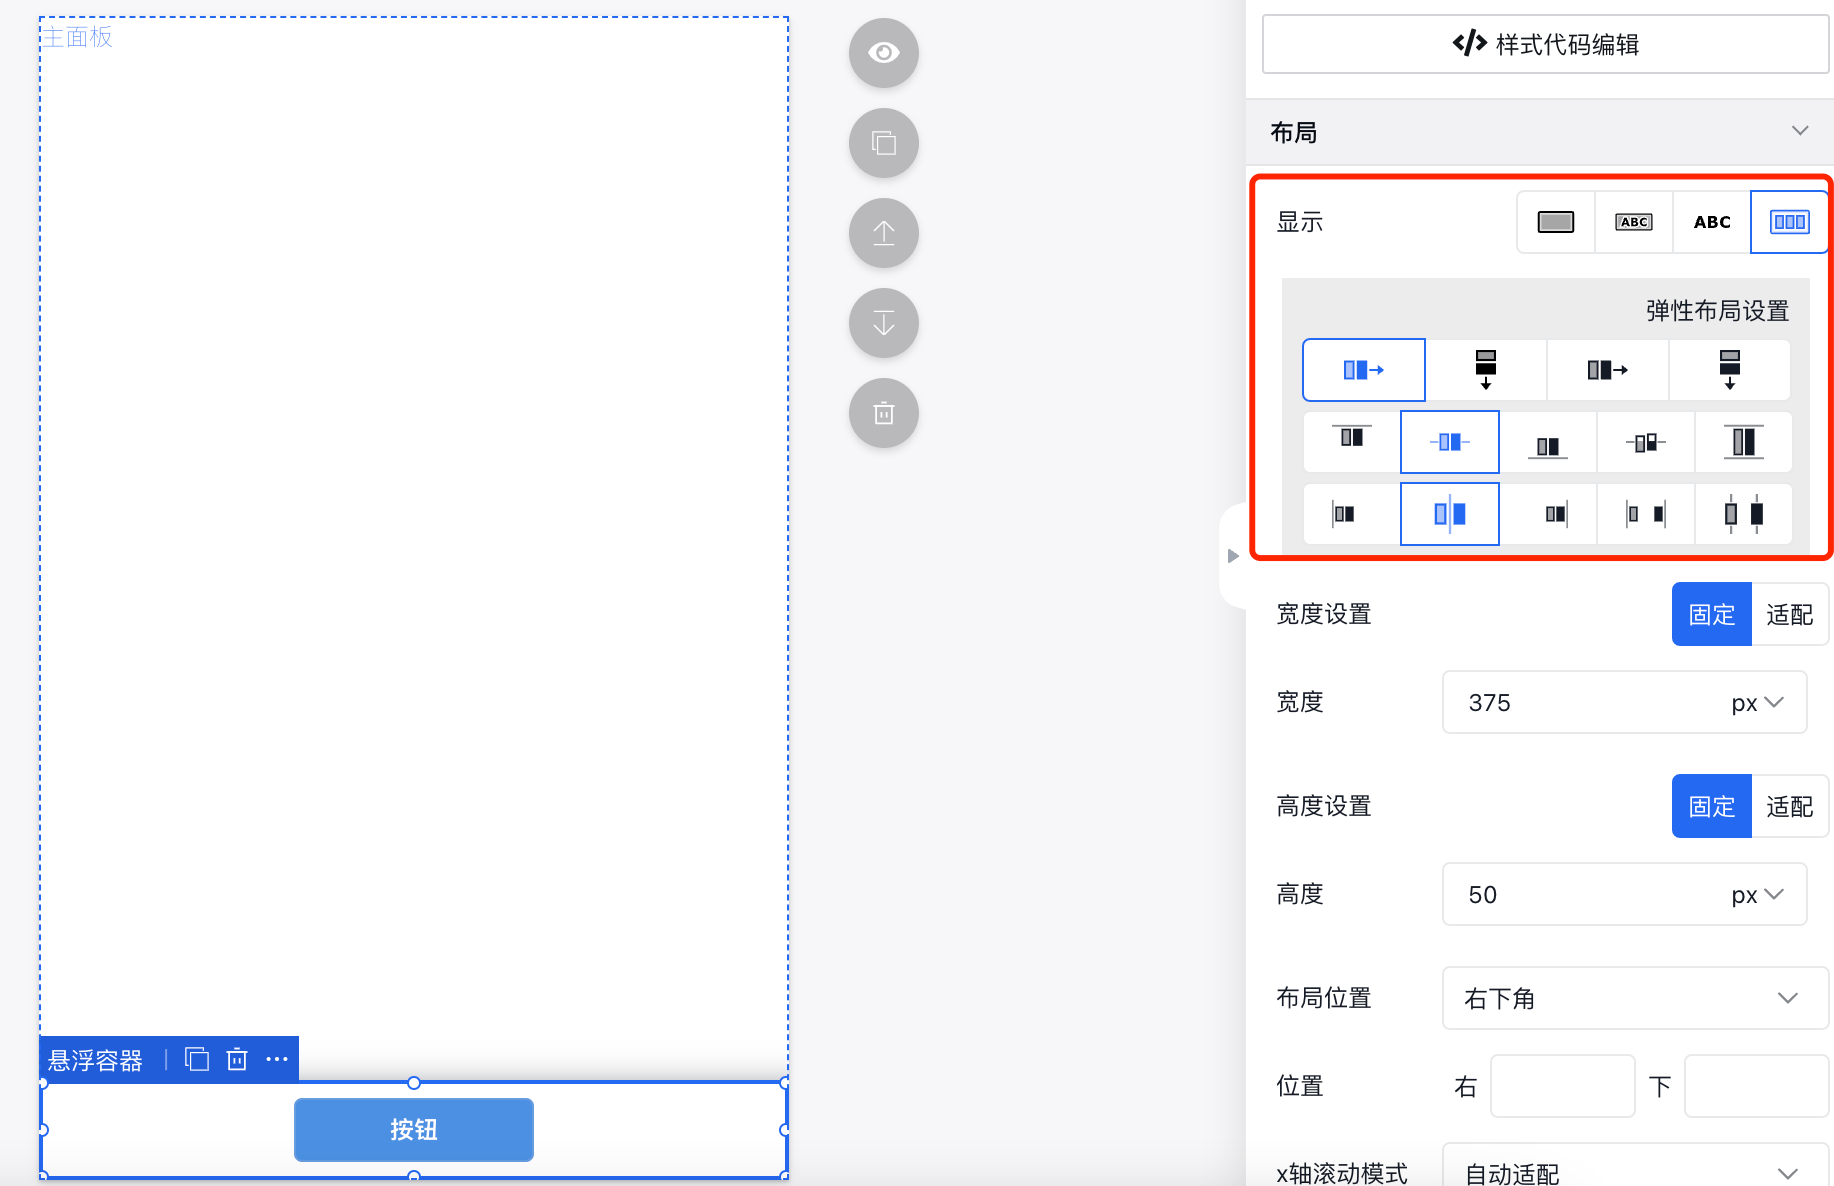 主面板
悬浮容器
按钮
样式代码编辑
布局
显示
ABC
ABC
弹性布局设置
宽度设置
固定 适配
宽度
375 px
高度设置
固定 适配
高度
50 px
布局位置
右下角
位置
右
下
x轴滚动模式
自动适配